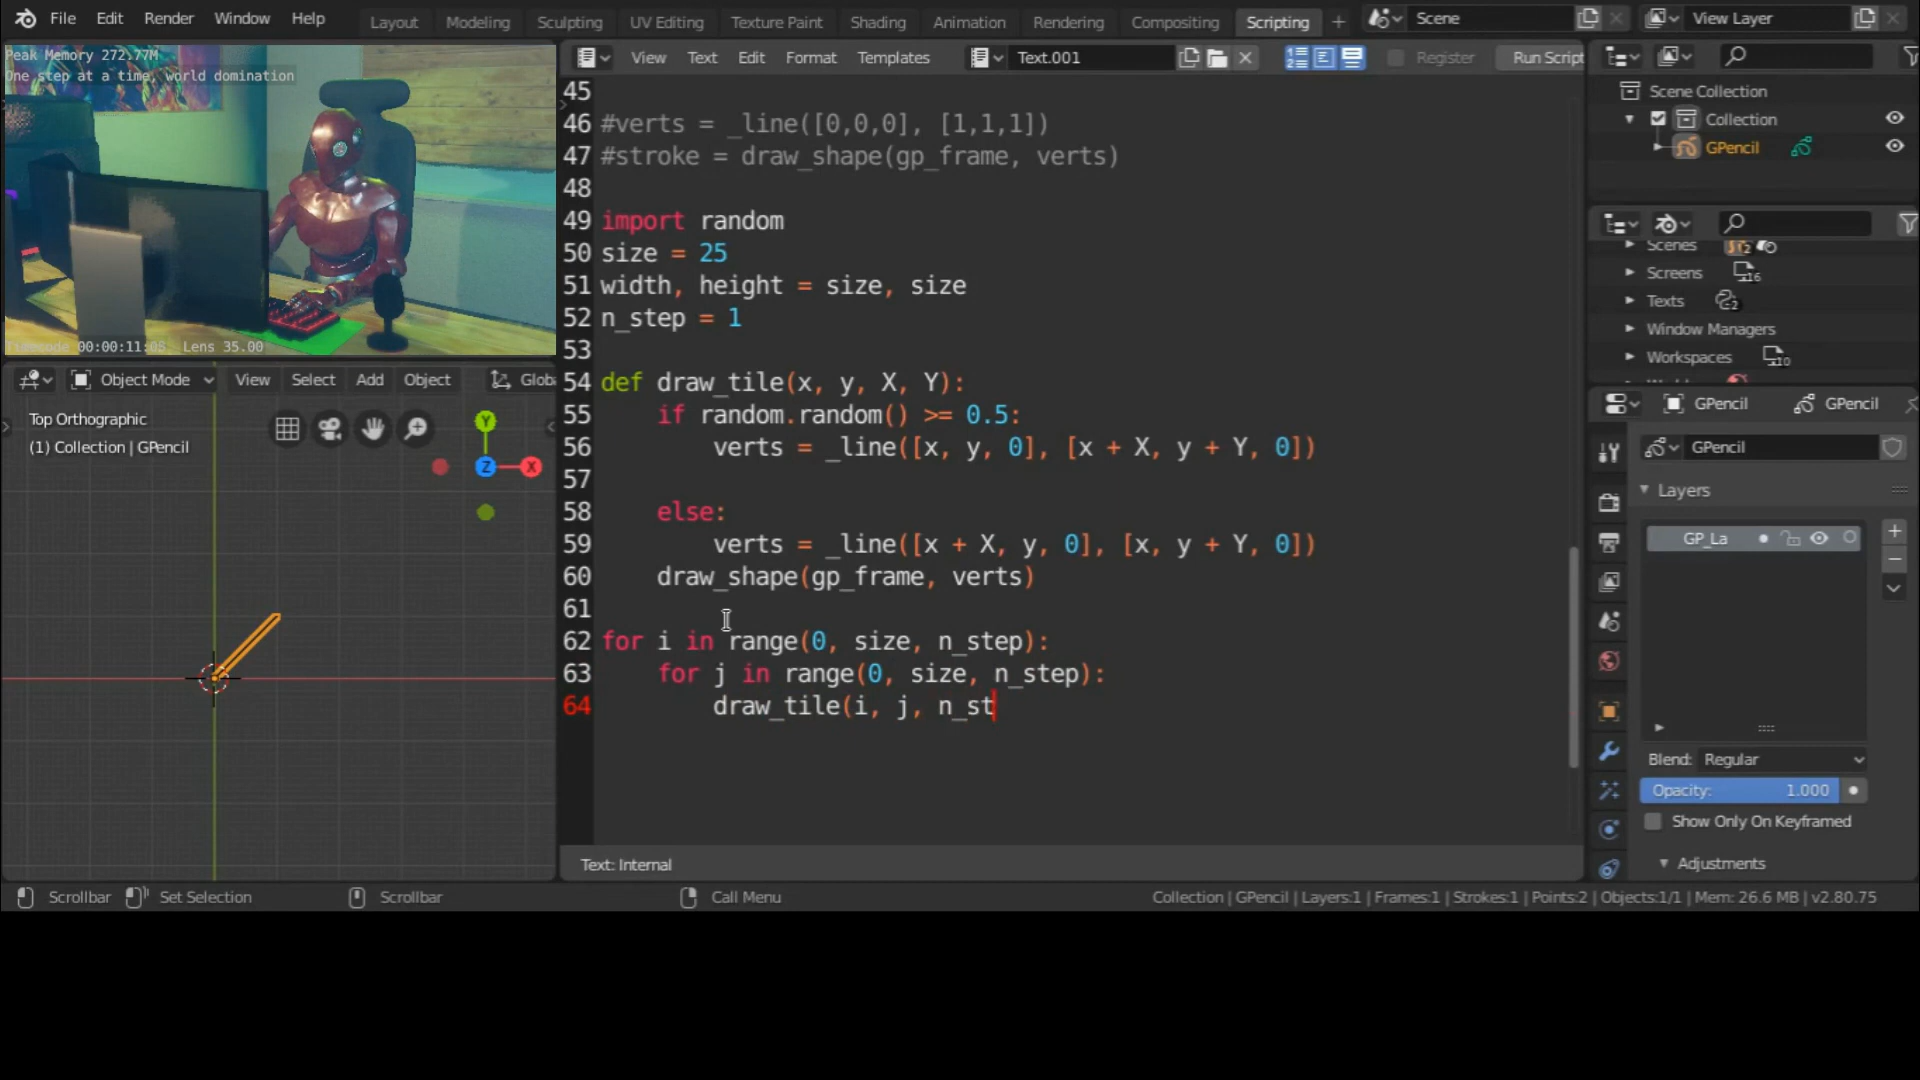 File Edit Render Window Help Layout Modeling Sculpting UV Editing Texture Paint Shading Animation Rendering Compositing Scripting + Scene View Layer
Peak Memory 272.77M
One step at a time, world domination
00:00:11:05 Lens 35.00
View Text Edit Format Templates Text.001 Register Run Script
45
46 #verts = _line([0,0,0], [1,1,1])
47 #stroke = draw_shape(gp_frame, verts)
48
49 import random
50 size = 25
51 width, height = size, size
52 n_step = 1
53
54 def draw_tile(x, y, X, Y):
55 if random.random() >= 0.5:
56 verts = _line([x, y, 0], [x + X, y + Y, 0])
57
58 else:
59 verts = _line([x + X, y, 0], [x, y + Y, 0])
60 draw_shape(gp_frame, verts)
61
62 for i in range(0, size, n_step):
63 for j in range(0, size, n_step):
64 draw_tile(i, j, n_st
Text: Internal
Object Mode View Select Add Object Glob
Top Orthographic
(1) Collection | GPencil
Y
Z X
Scene Collection
Collection
GPencil
Scenes 2
Screens 16
Texts 2
Window Managers
Workspaces 10
GPencil GPencil
GPencil
Layers
GP_La
Blend: Regular
Opacity: 1.000
Show Only On Keyframed
Adjustments
Scrollbar Set Selection Scrollbar Call Menu Collection | GPencil | Layers:1 | Frames:1 | Strokes:1 | Points:2 | Objects:1/1 | Mem: 26.6 MB | v2.80.75